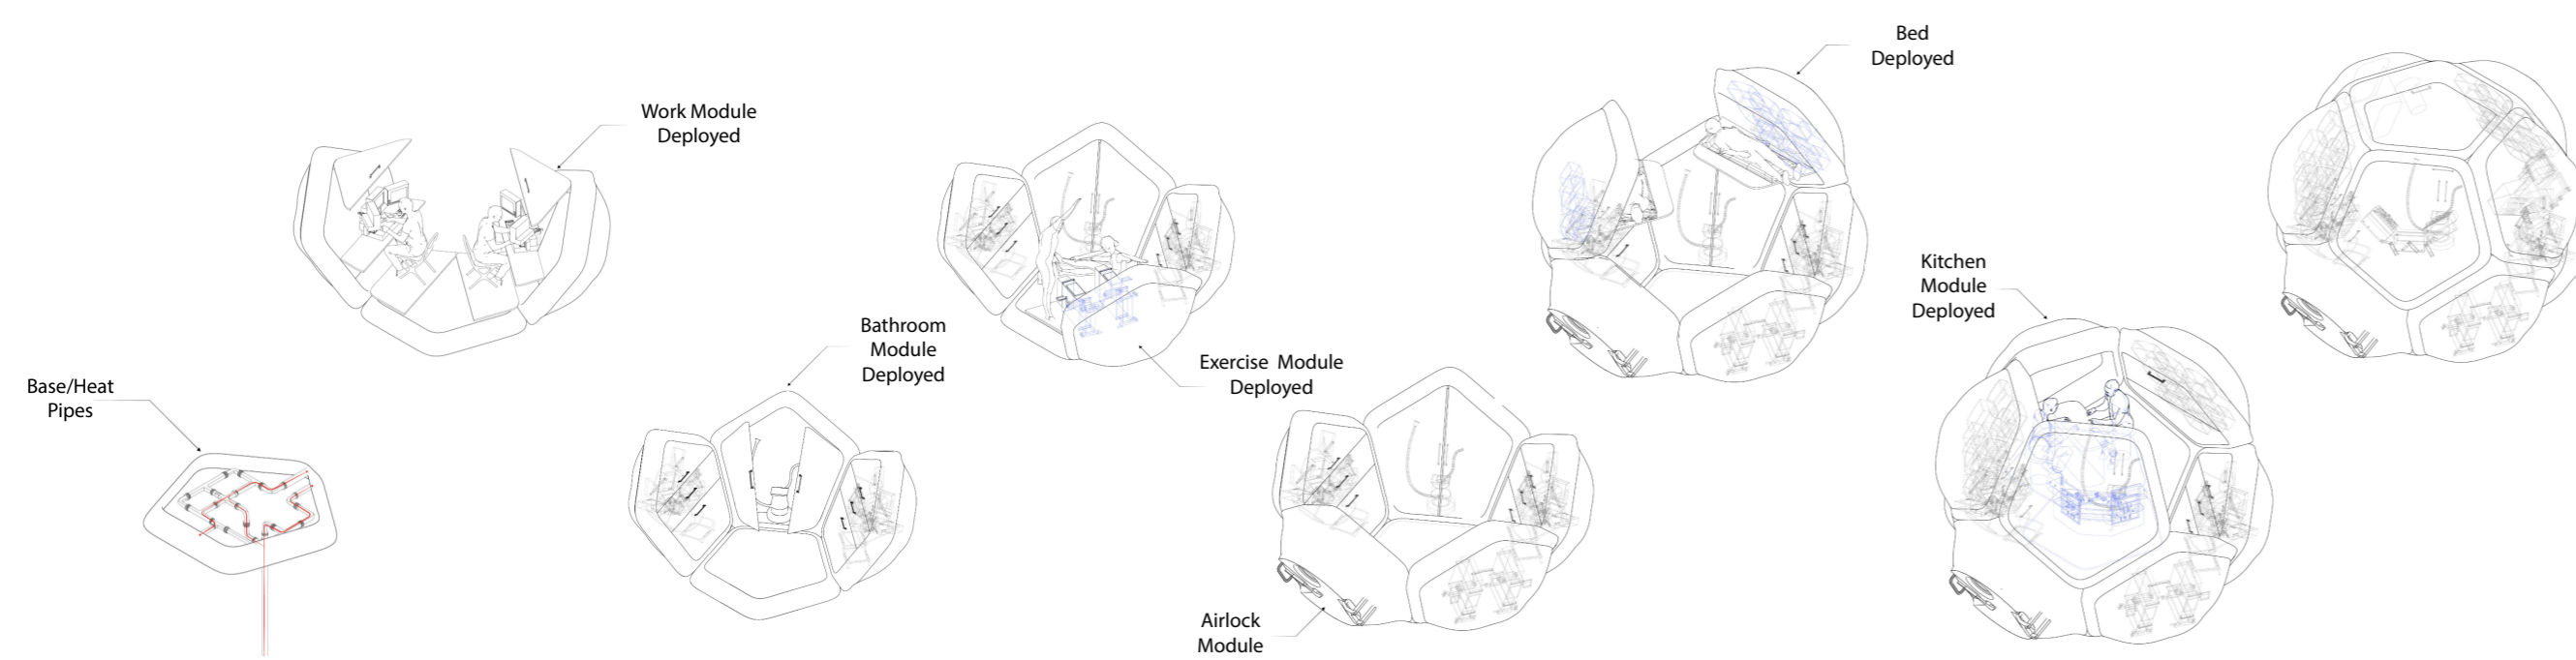 Base/Heat
Pipes
Work Module
Deployed
Bathroom
Module
Deployed
Exercise Module
Deployed
Airlock
Module
Bed
Deployed
Kitchen
Module
Deployed